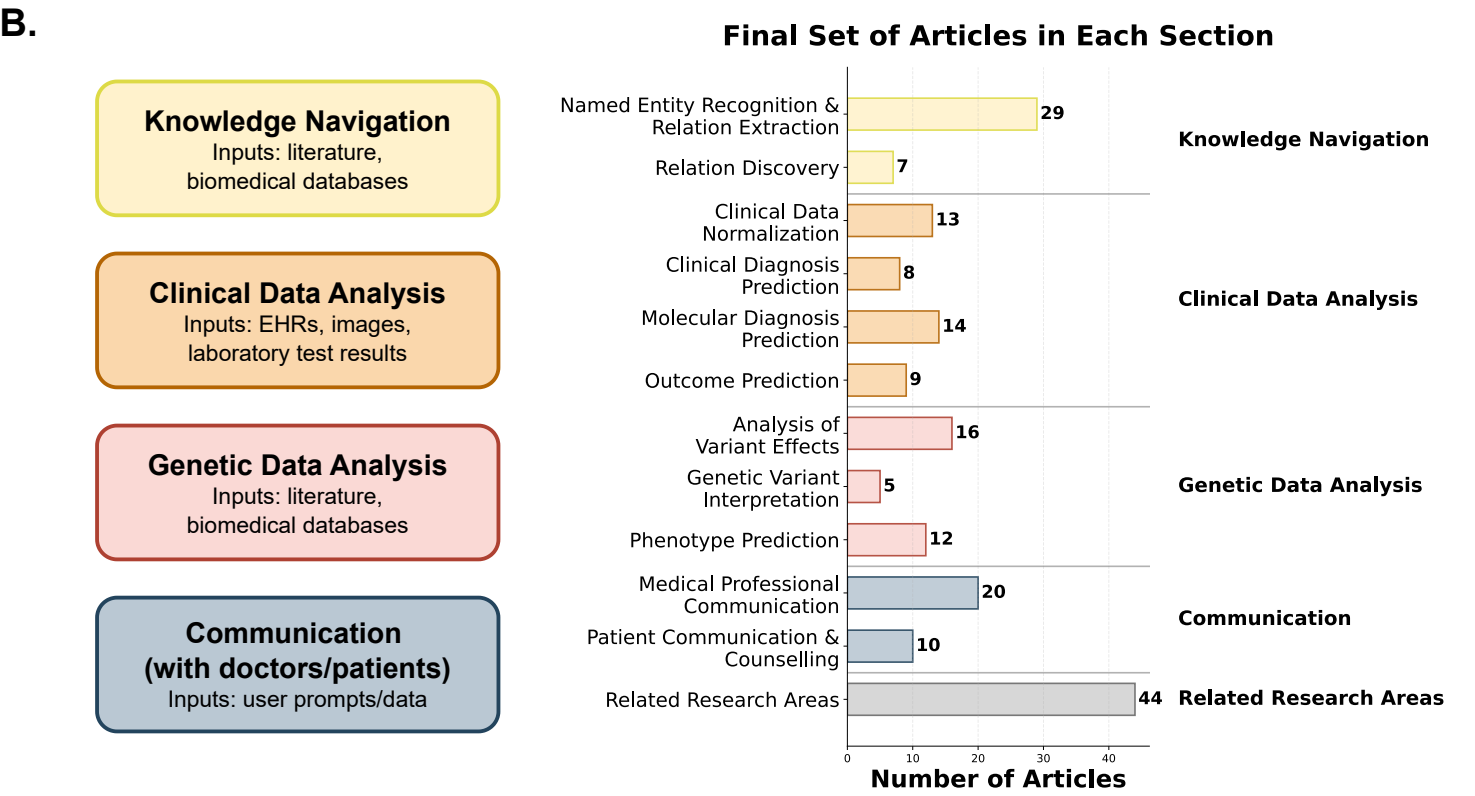 B.
Knowledge Navigation
Inputs: literature,
biomedical databases
Clinical Data Analysis
Inputs: EHRs, images,
laboratory test results
Genetic Data Analysis
Inputs: literature,
biomedical databases
Communication
(with doctors/patients)
Inputs: user prompts/data
Final Set of Articles in Each Section
Named Entity Recognition &
Relation Extraction
29
Relation Discovery
7
Knowledge Navigation
Clinical Data
Normalization
13
Clinical Diagnosis
Prediction
8
Molecular Diagnosis
Prediction
14
Outcome Prediction
9
Clinical Data Analysis
Analysis of
Variant Effects
16
Genetic Variant
Interpretation
5
Phenotype Prediction
12
Genetic Data Analysis
Medical Professional
Communication
20
Patient Communication &
Counselling
10
Communication
Related Research Areas
44
Related Research Areas
0 10 20 30 40
Number of Articles